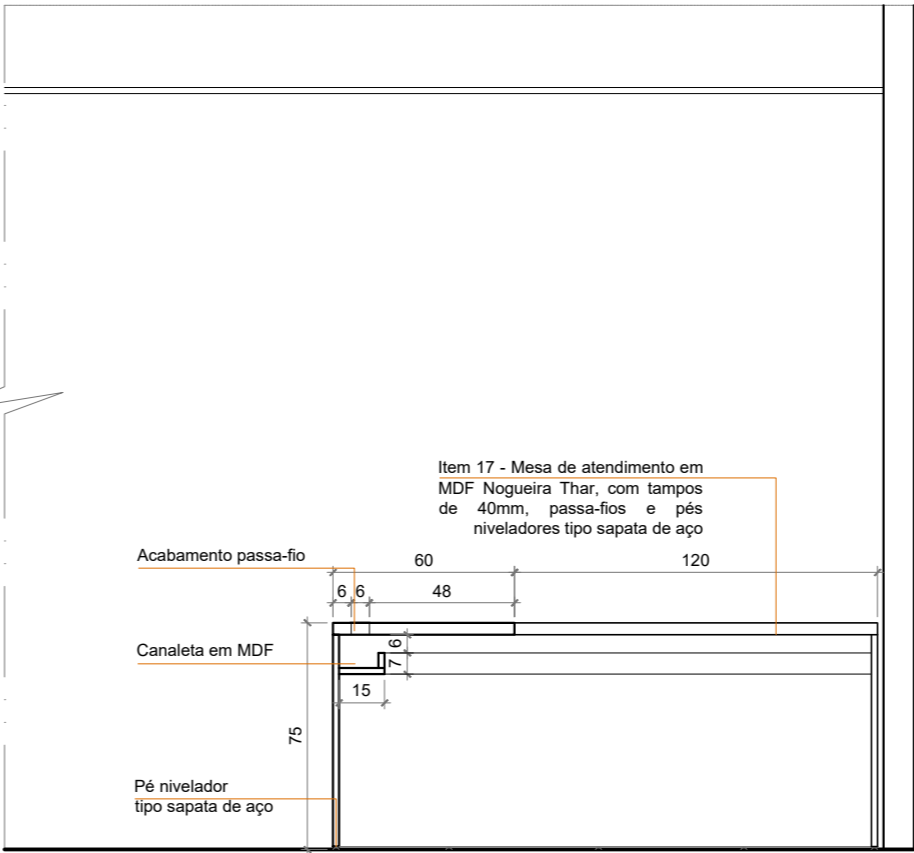 Item 17 - Mesa de atendimento em
MDF Nogueira Thar, com tampos
de 40mm, passa-fios e pés
niveladores tipo sapata de aço
Acabamento passa-fio
60
120
6
6
48
Canaleta em MDF
6
7
15
75
Pé nivelador
tipo sapata de aço